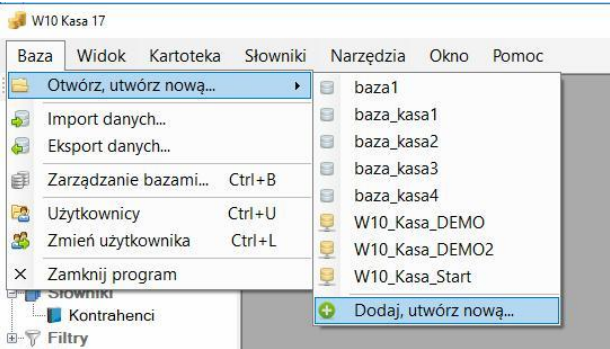 W10 Kasa 17
Baza Widok Kartoteka Słowniki Narzędzia Okno Pomoc
Otwórz, utwórz nową...
Import danych...
Eksport danych...
Zarządzanie bazami... Ctrl+B
Użytkownicy Ctrl+U
Zmień użytkownika Ctrl+L
Zamknij program
baza1
baza_kasa1
baza_kasa2
baza_kasa3
baza_kasa4
W10_Kasa_DEMO
W10_Kasa_DEMO2
W10_Kasa_Start
Dodaj, utwórz nową...
Słowniki
Kontrahenci
Filtry